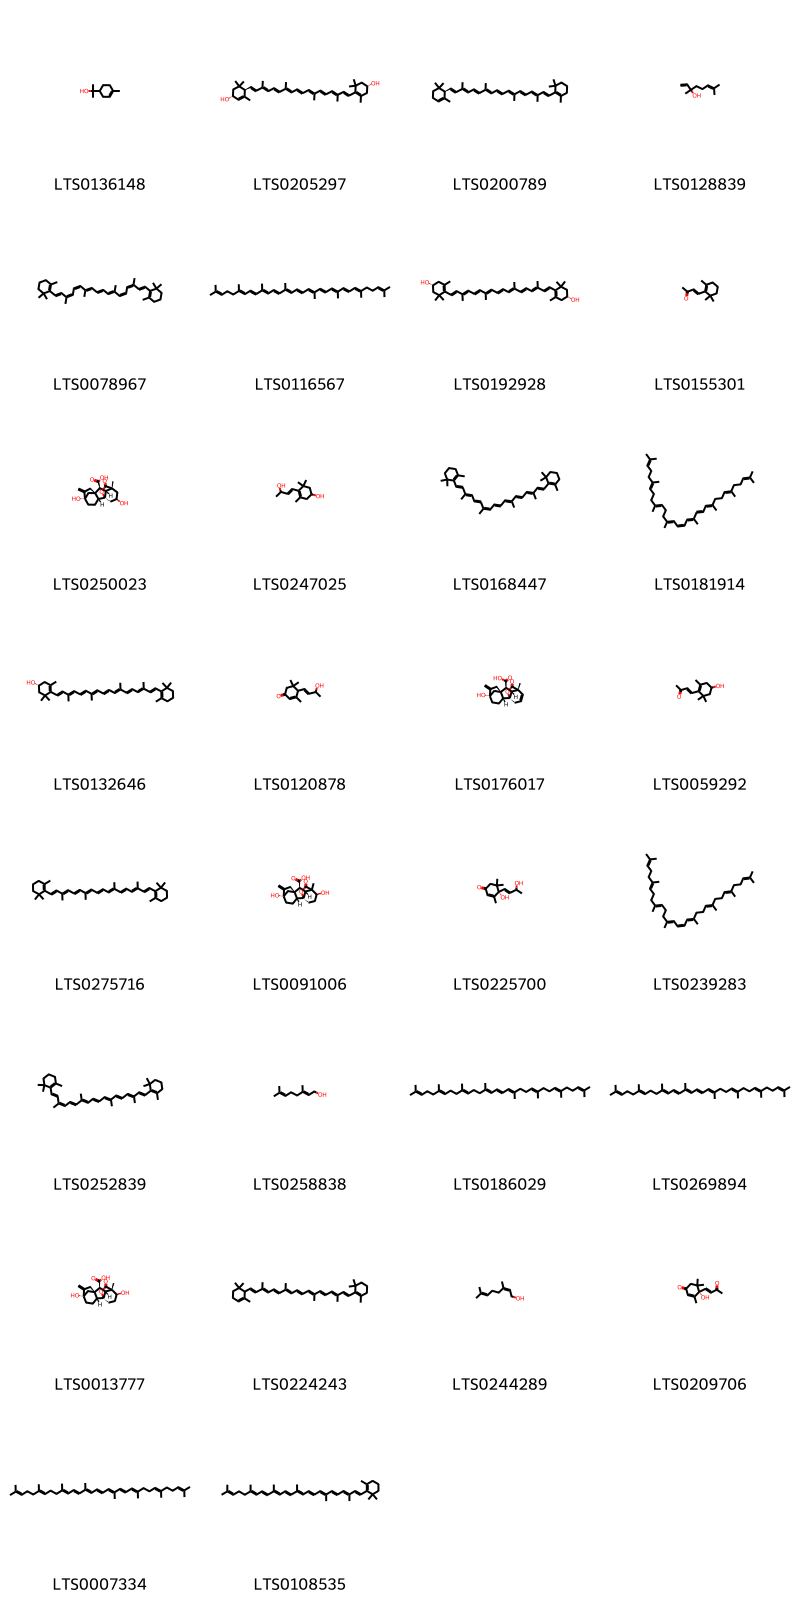 LTS0136148 LTS0205297 LTS0200789 LTS0128839
LTS0078967 LTS0116567 LTS0192928 LTS0155301
LTS0250023 LTS0247025 LTS0168447 LTS0181914
LTS0132646 LTS0120878 LTS0176017 LTS0059292
LTS0275716 LTS0091006 LTS0225700 LTS0239283
LTS0252839 LTS0258838 LTS0186029 LTS0269894
LTS0013777 LTS0224243 LTS0244289 LTS0209706
LTS0007334 LTS0108535